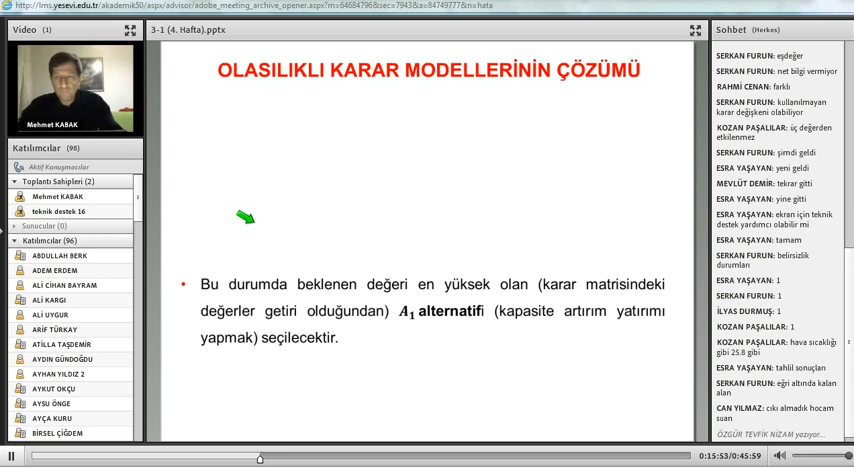 http://lms.yesevi.edu.tr/akademik50/aspx/advisor/adobe_meeting_archive_opener.aspx?m=64684796&sec=7943&a=84749777&n=hata
Video (1)
Mehmet KABAK
Katılımcılar (98)
Aktif Konuşmacılar
Toplantı Sahipleri (2)
Mehmet KABAK
teknik destek 16
Sunucular (0)
Katılımcılar (96)
ABDULLAH BERK
ADEM ERDEM
ALİ CİHAN BAYRAM
ALİ KARGI
ALİ UYGUR
ARİF TÜRKAY
ATİLLA TAŞDEMİR
AYDIN GÜNDOĞDU
AYHAN YILDIZ 2
AYKUT OKÇU
AYSU ÖNGE
AYÇA KURU
BİRSEL ÇİĞDEM
3-1 (4. Hafta).pptx
OLASILIKLI KARAR MODELLERİNİN ÇÖZÜMÜ
• Bu durumda beklenen değeri en yüksek olan (karar matrisindeki
değerler getiri olduğundan) A₁ alternatifi (kapasite artırım yatırımı
yapmak) seçilecektir.
Sohbet (Herkes)
SERKAN FURUN: eşdeğer
SERKAN FURUN: net bilgi vermiyor
RAHMİ CENAN: farklı
SERKAN FURUN: kullanılmayan
karar değişkeni olabiliyor
KOZAN PAŞALILAR: üç değerden
etkilenmez
SERKAN FURUN: şimdi geldi
ESRA YAŞAYAN: yeni geldi
MEVLÜT DEMİR: tekrar gitti
ESRA YAŞAYAN: yine gitti
ESRA YAŞAYAN: ekran için teknik
destek yardımcı olabilir mi
ESRA YAŞAYAN: tamam
SERKAN FURUN: belirsizlik
durumları
ESRA YAŞAYAN: 1
SERKAN FURUN: 1
İLYAS DURMUŞ: 1
KOZAN PAŞALILAR: 1
KOZAN PAŞALILAR: hava sıcaklığı
gibi 25.8 gibi
ESRA YAŞAYAN: tahlil sonuçları
SERKAN FURUN: eğri altında kalan
alan
CAN YILMAZ: cıkı almadık hocam
suan
ÖZGÜR TEVFİK NİZAM yazıyor...
0:15:53/0:45:59